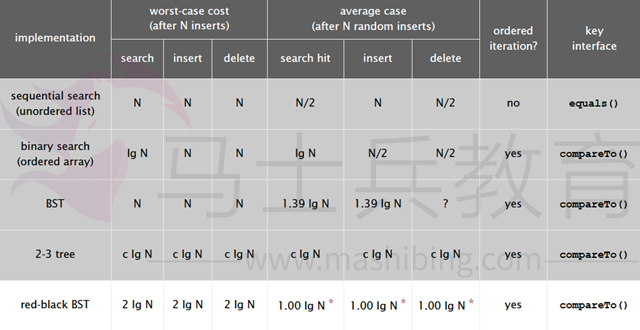 implementation worst-case cost (after N inserts) average case (after N random inserts) ordered iteration? key interface
search insert delete search hit insert delete
sequential search (unordered list) N N N N/2 N N/2 no equals()
binary search (ordered array) lg N N N lg N N/2 N/2 yes compareTo()
BST N N N 1.39 lg N 1.39 lg N ? yes compareTo()
2-3 tree c lg N c lg N c lg N c lg N c lg N c lg N yes compareTo()
red-black BST 2 lg N 2 lg N 2 lg N 1.00 lg N * 1.00 lg N * 1.00 lg N * yes compareTo()
马士兵教育
www.mashibing.com